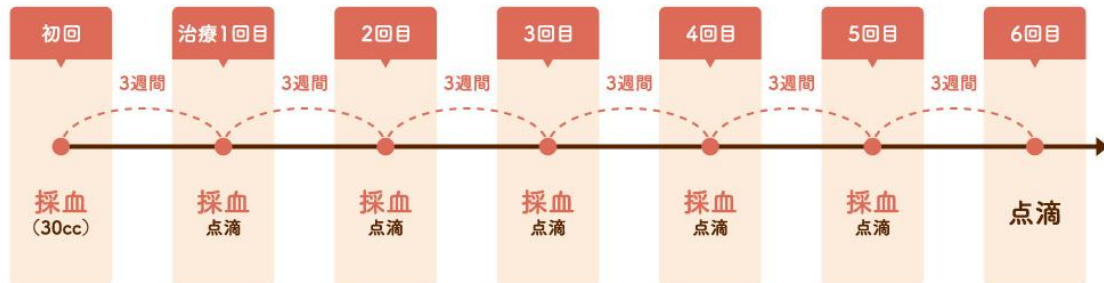 初回
治療1回目
2回目
3回目
4回目
5回目
6回目
3週間
3週間
3週間
3週間
3週間
3週間
採血
(30cc)
採血
点滴
採血
点滴
採血
点滴
採血
点滴
採血
点滴
点滴